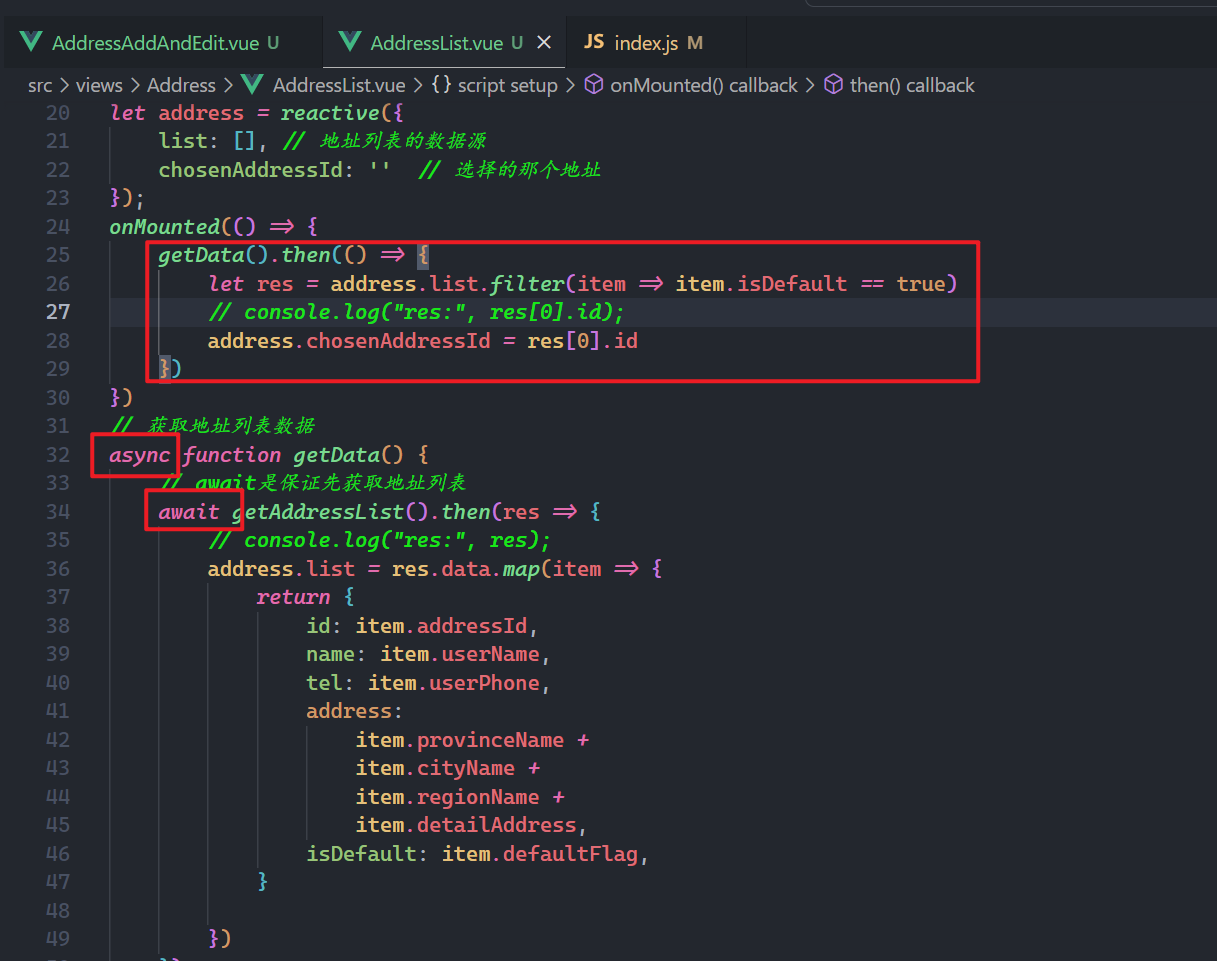 AddressAddAndEdit.vue U
AddressList.vue U
JS index.js M
src > views > Address > AddressList.vue > {} script setup > onMounted() callback > then() callback
20 let address = reactive({
21 list: [], // 地址列表的数据源
22 chosenAddressId: '' // 选择的那个地址
23 });
24 onMounted(() => {
25 getData().then(() => {
26 let res = address.list.filter(item => item.isDefault == true)
27 // console.log("res:", res[0].id);
28 address.chosenAddressId = res[0].id
29 })
30 })
31 // 获取地址列表数据
32 async function getData() {
33 // await是保证先获取地址列表
34 await getAddressList().then(res => {
35 // console.log("res:", res);
36 address.list = res.data.map(item => {
37 return {
38 id: item.addressId,
39 name: item.userName,
40 tel: item.userPhone,
41 address:
42 item.provinceName +
43 item.cityName +
44 item.regionName +
45 item.detailAddress,
46 isDefault: item.defaultFlag,
47 }
48
49 })